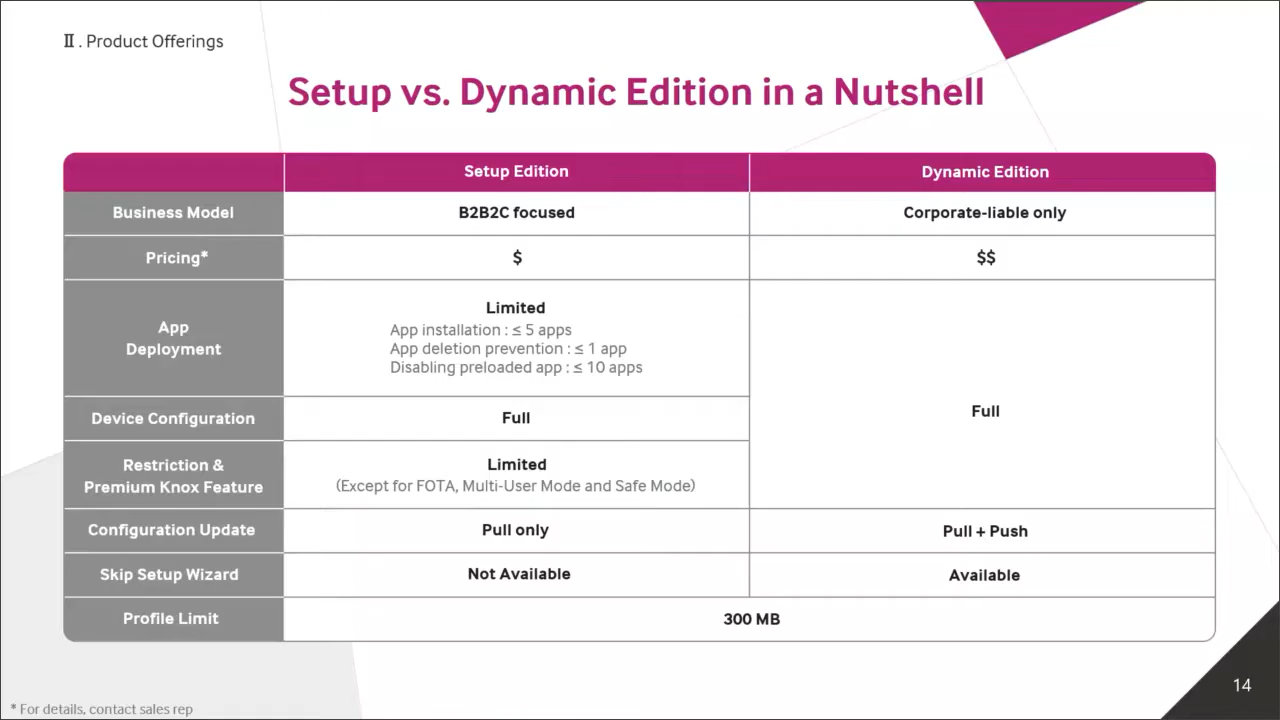 Ⅱ. Product Offerings
Setup vs. Dynamic Edition in a Nutshell
Setup Edition
Dynamic Edition
Business Model
B2B2C focused
Corporate-liable only
Pricing*
$
$$
App
Deployment
Limited
App installation : ≤ 5 apps
App deletion prevention : ≤ 1 app
Disabling preloaded app : ≤ 10 apps
Full
Device Configuration
Full
Restriction &
Premium Knox Feature
Limited
(Except for FOTA, Multi-User Mode and Safe Mode)
Configuration Update
Pull only
Pull + Push
Skip Setup Wizard
Not Available
Available
Profile Limit
300 MB
14
* For details, contact sales rep